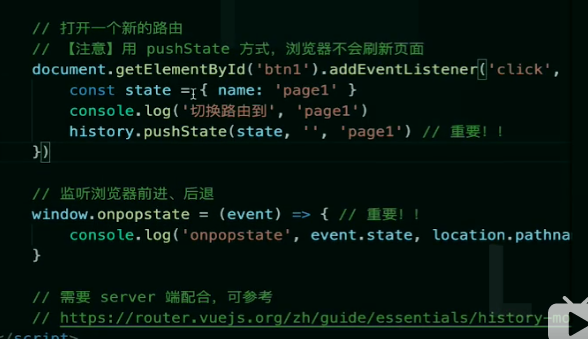 // 打开一个新的路由
// 【注意】用 pushState 方式，浏览器不会刷新页面
document.getElementById('btn1').addEventListener('click',
const state = { name: 'page1' }
console.log('切换路由到', 'page1')
history.pushState(state, '', 'page1') // 重要！！
})
// 监听浏览器前进、后退
window.onpopstate = (event) => { // 重要！！
console.log('onpopstate', event.state, location.pathna
}
// 需要 server 端配合，可参考
// https://router.vuejs.org/zh/guide/essentials/history-mo
</script>